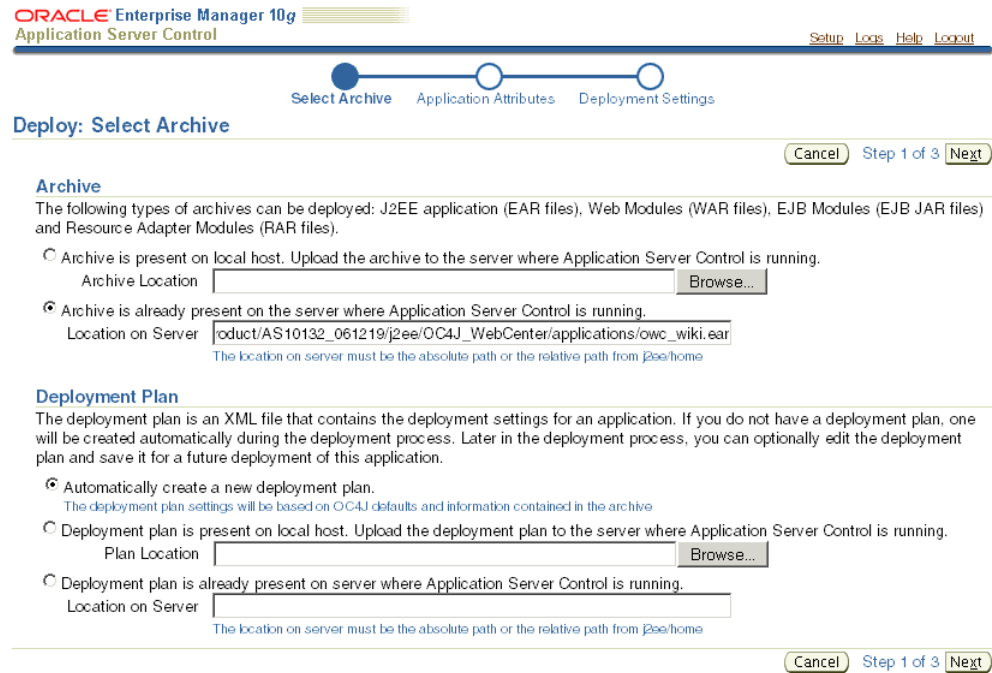 ORACLE Enterprise Manager 10g
Application Server Control
Setup Logs Help Logout
Select Archive Application Attributes Deployment Settings
Deploy: Select Archive
Cancel Step 1 of 3 Next
Archive
The following types of archives can be deployed: J2EE application (EAR files), Web Modules (WAR files), EJB Modules (EJB JAR files)
and Resource Adapter Modules (RAR files).
Archive is present on local host. Upload the archive to the server where Application Server Control is running.
Archive Location Browse...
Archive is already present on the server where Application Server Control is running.
Location on Server roduct/AS10132_061219/j2ee/OC4J_WebCenter/applications/owc_wiki.ear
The location on server must be the absolute path or the relative path from j2ee/home
Deployment Plan
The deployment plan is an XML file that contains the deployment settings for an application. If you do not have a deployment plan, one
will be created automatically during the deployment process. Later in the deployment process, you can optionally edit the deployment
plan and save it for a future deployment of this application.
Automatically create a new deployment plan.
The deployment plan settings will be based on OC4J defaults and information contained in the archive
Deployment plan is present on local host. Upload the deployment plan to the server where Application Server Control is running.
Plan Location Browse...
Deployment plan is already present on server where Application Server Control is running.
Location on Server
The location on server must be the absolute path or the relative path from j2ee/home
Cancel Step 1 of 3 Next